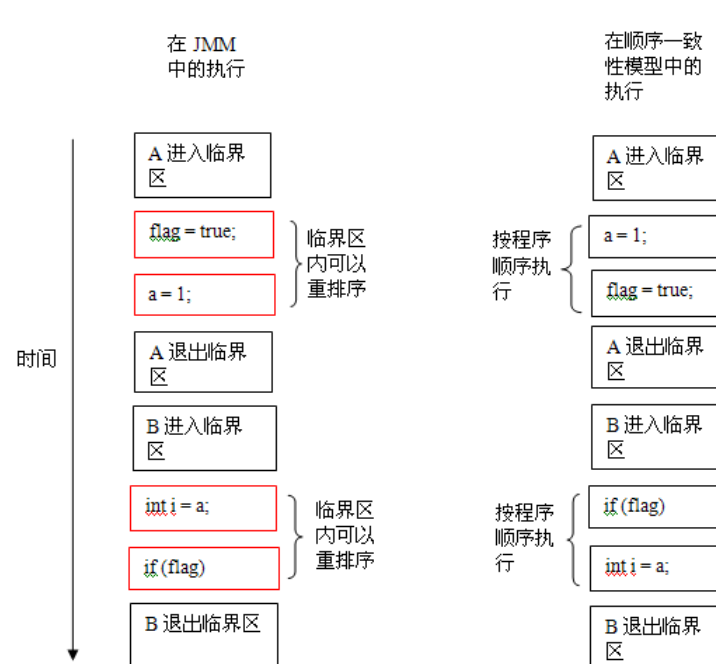 在 JMM
中的执行
在顺序一致
性模型中的
执行
时间
A 进入临界
区
flag = true;
a = 1;
临界区
内可以
重排序
A 退出临界
区
B 进入临界
区
int i = a;
if (flag)
临界区
内可以
重排序
B 退出临界区
A 进入临界
区
按程序
顺序执
行
a = 1;
flag = true;
A 退出临界
区
B 进入临界
区
按程序
顺序执
行
if (flag)
int i = a;
B 退出临界
区